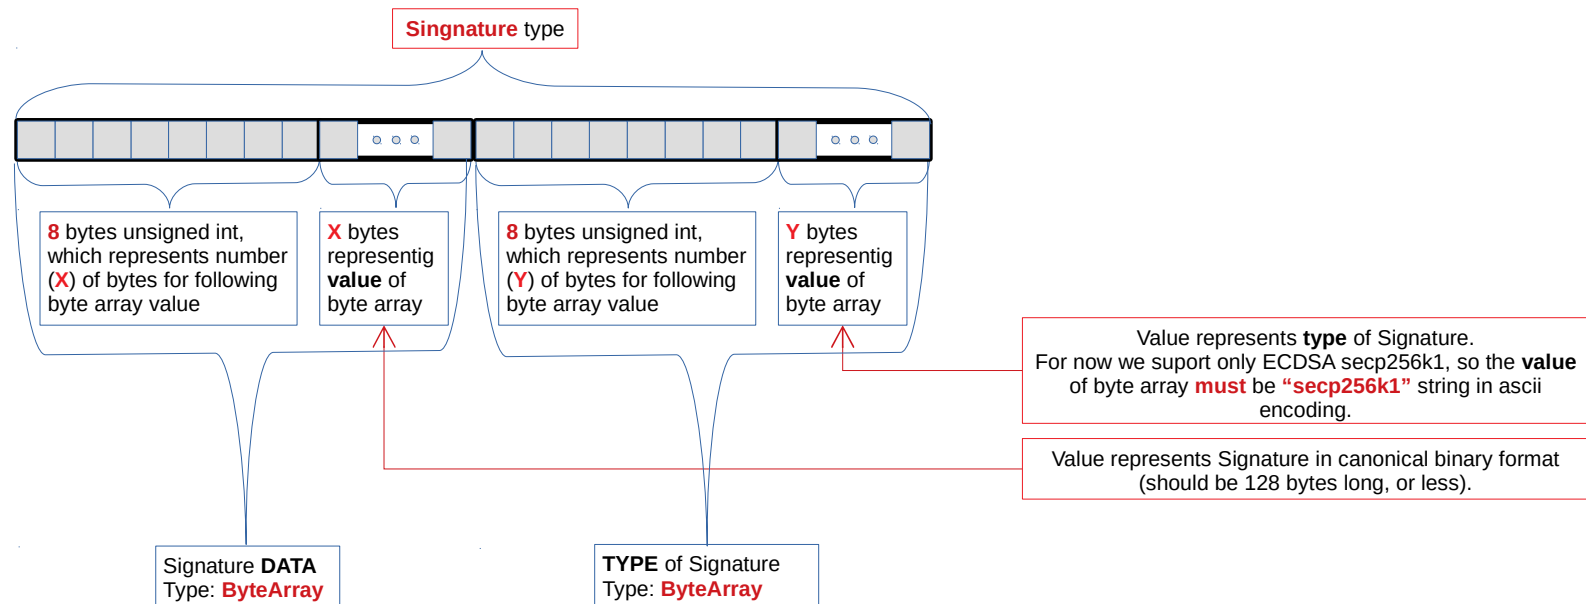 Singnature type
8 bytes unsigned int,
which represents number
(X) of bytes for following
byte array value
X bytes
representig
value of
byte array
8 bytes unsigned int,
which represents number
(Y) of bytes for following
byte array value
Y bytes
representig
value of
byte array
Value represents type of Signature.
For now we suport only ECDSA secp256k1, so the value
of byte array must be “secp256k1” string in ascii
encoding.
Value represents Signature in canonical binary format
(should be 128 bytes long, or less).
Signature DATA
Type: ByteArray
TYPE of Signature
Type: ByteArray